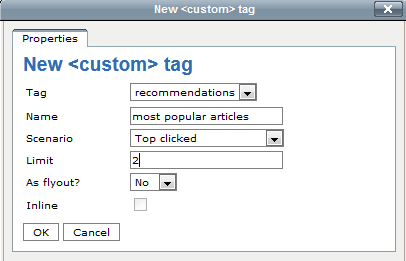 New <custom> tag
Properties
New <custom> tag
Tag recommendations
Name most popular articles
Scenario Top clicked
Limit 2
As flyout? No
Inline
OK Cancel